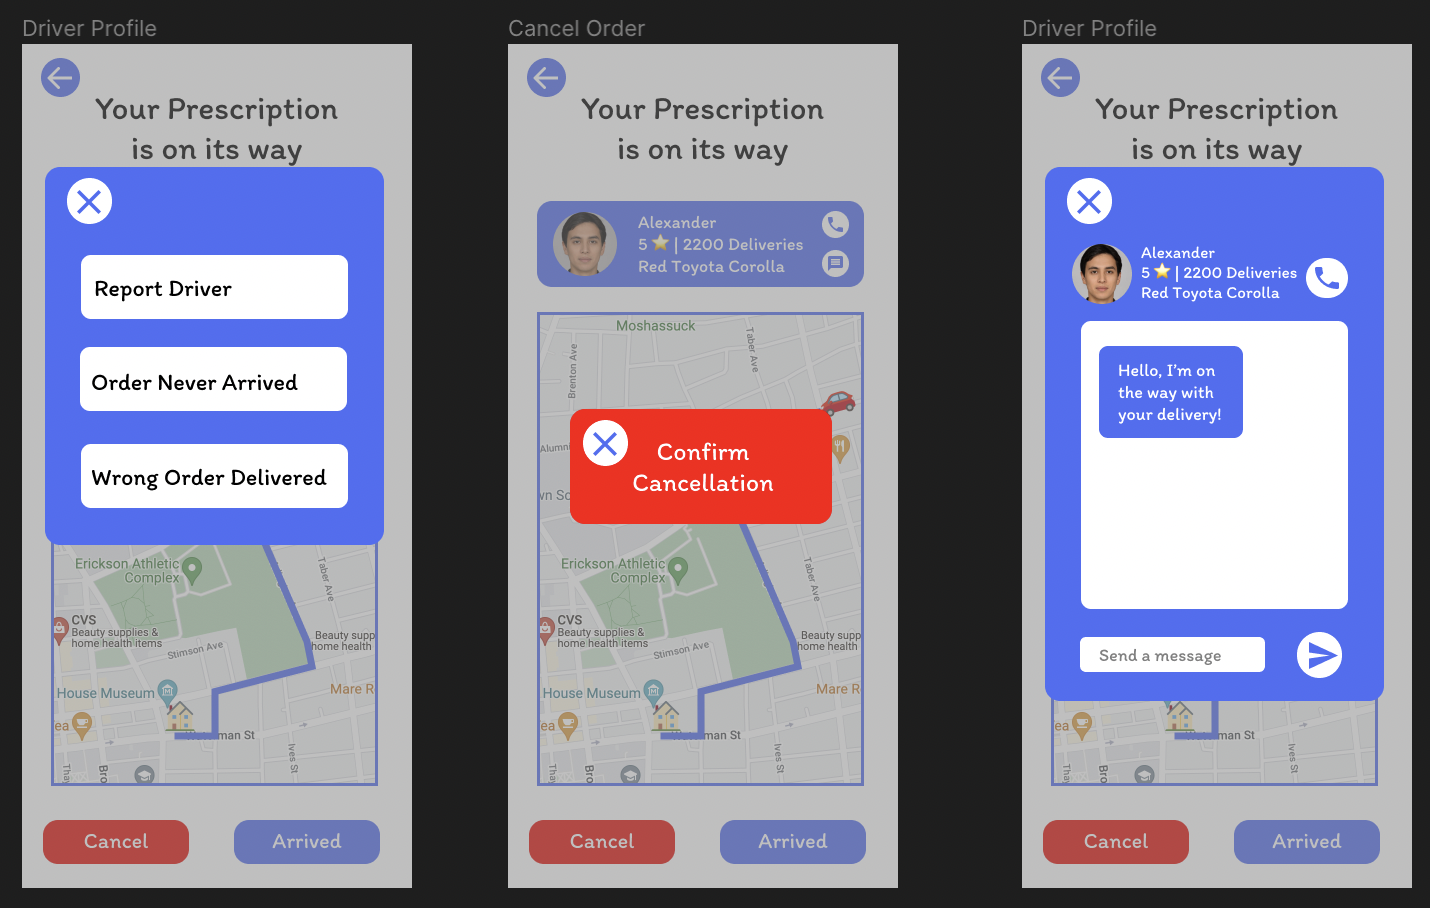 Driver Profile
Your Prescription
is on its way
Report Driver
Order Never Arrived
Wrong Order Delivered
Erickson Athletic
Complex
Taber Ave
CVS
Beauty supplies &
home health items
Beauty supp
home health
Stimson Ave
House Museum
Mare R
ea
man St
Ives St
Thay
Bro
Cancel
Arrived
Cancel Order
Your Prescription
is on its way
Alexander
5 ⭐ | 2200 Deliveries
Red Toyota Corolla
Moshassuck
Taber Ave
Brenton Ave
Alumni
wn So
Confirm
Cancellation
Erickson Athletic
Complex
Taber Ave
CVS
Beauty supplies &
home health items
Beauty supp
home health
Stimson Ave
House Museum
Mare R
ea
man St
Ives St
Thay
Bro
Cancel
Arrived
Driver Profile
Your Prescription
is on its way
Alexander
5 ⭐ | 2200 Deliveries
Red Toyota Corolla
Hello, I'm on
the way with
your delivery!
Send a message
ea
man St
Ives St
Thay
Bro
Cancel
Arrived